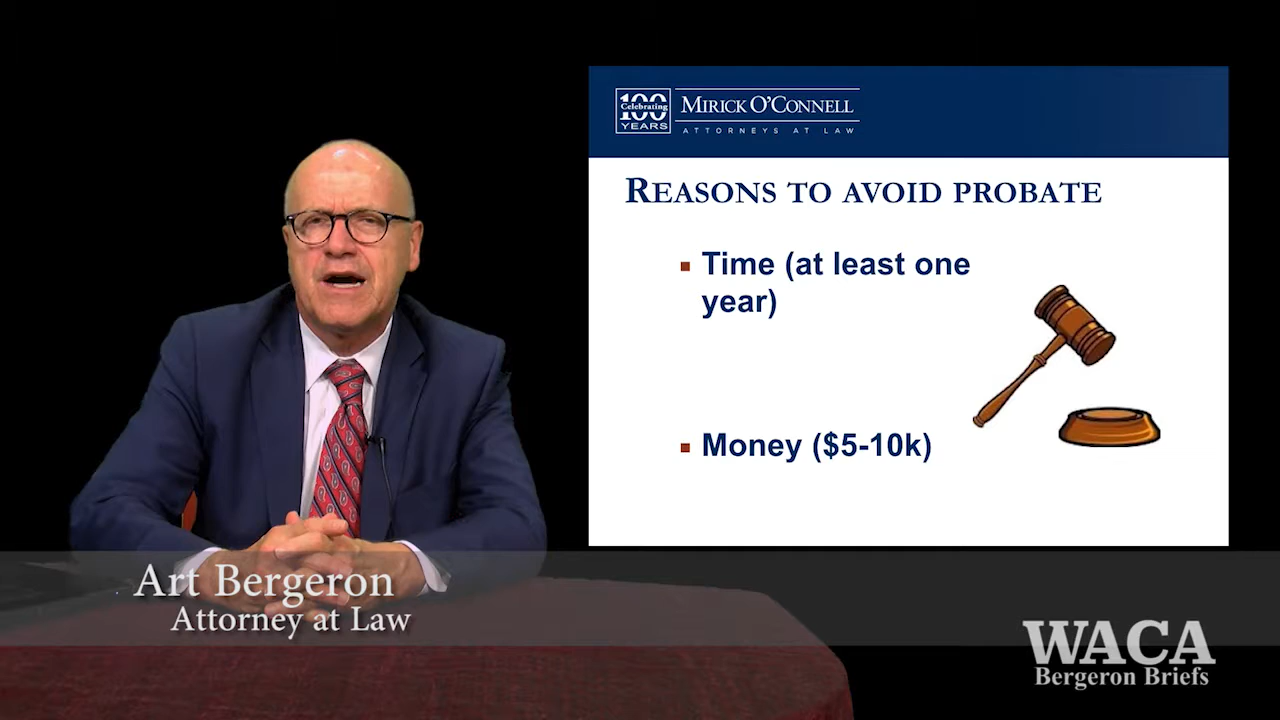 Celebrating
100
YEARS
MIRICK O'CONNELL
ATTORNEYS AT LAW
REASONS TO AVOID PROBATE
Time (at least one
year)
Money ($5-10k)
Art Bergeron
Attorney at Law
WACA
Bergeron Briefs